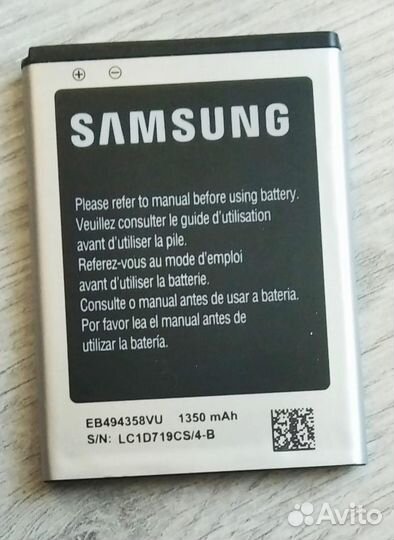 + −
SAMSUNG
Please refer to manual before using battery.
Veuillez consulter le guide d'utilisation
avant d'utiliser la pile.
Referez-vous au mode d'emploi
avant d'utiliser la batterie.
Consulte o manual antes de usar a bateria.
Por favor lea el manual antes de
utilizar la batería.
EB494358VU 1350 mAh
S/N: LC1D719CS/4-B
Avito